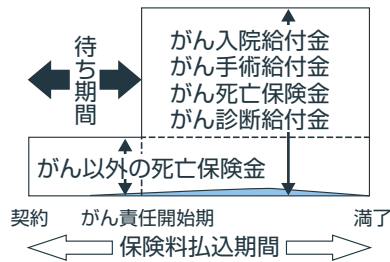 待ち期間
がん入院給付金
がん手術給付金
がん死亡保険金
がん診断給付金
がん以外の死亡保険金
契約
がん責任開始期
満了
保険料払込期間